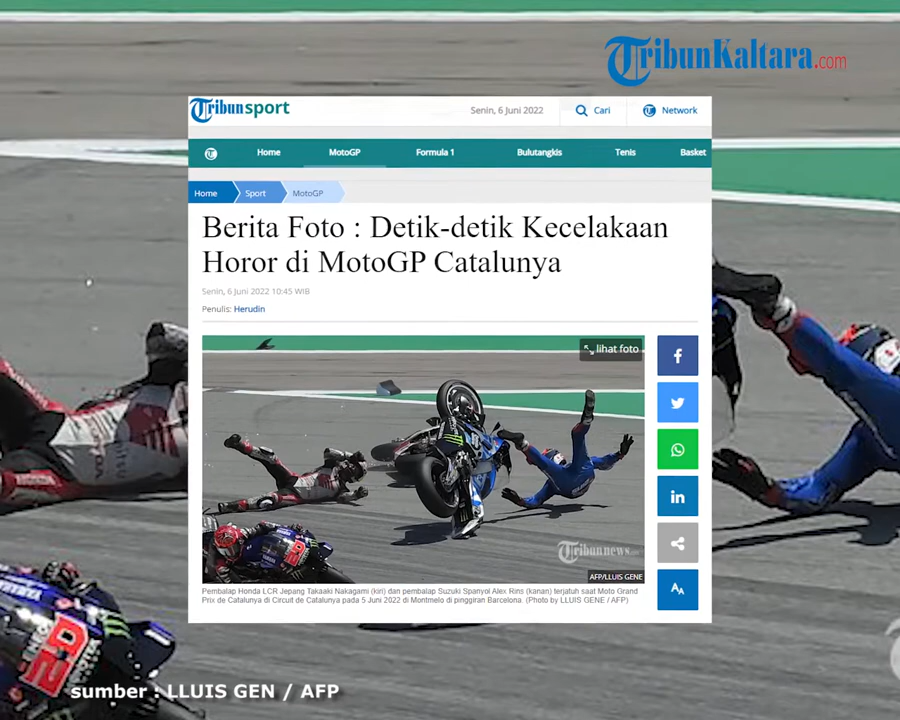 TribunKaltara.com
Tribunsport
Senin, 6 Juni 2022
Cari
Network
Home MotoGP Formula 1 Bulutangkis Tenis Basket
Home Sport MotoGP
Berita Foto : Detik-detik Kecelakaan
Horor di MotoGP Catalunya
Senin, 6 Juni 2022 10:45 WIB
Penulis: Herudin
lihat foto
20
Tribunnews.com
AFP/LLUIS GENE
Pembalap Honda LCR Jepang Takaaki Nakagami (kiri) dan pembalap Suzuki Spanyol Alex Rins (kanan) terjatuh saat Moto Grand
Prix de Catalunya di Circuit de Catalunya pada 5 Juni 2022 di Montmelo di pinggiran Barcelona. (Photo by LLUIS GENE / AFP)
20
sumber : LLUIS GEN / AFP